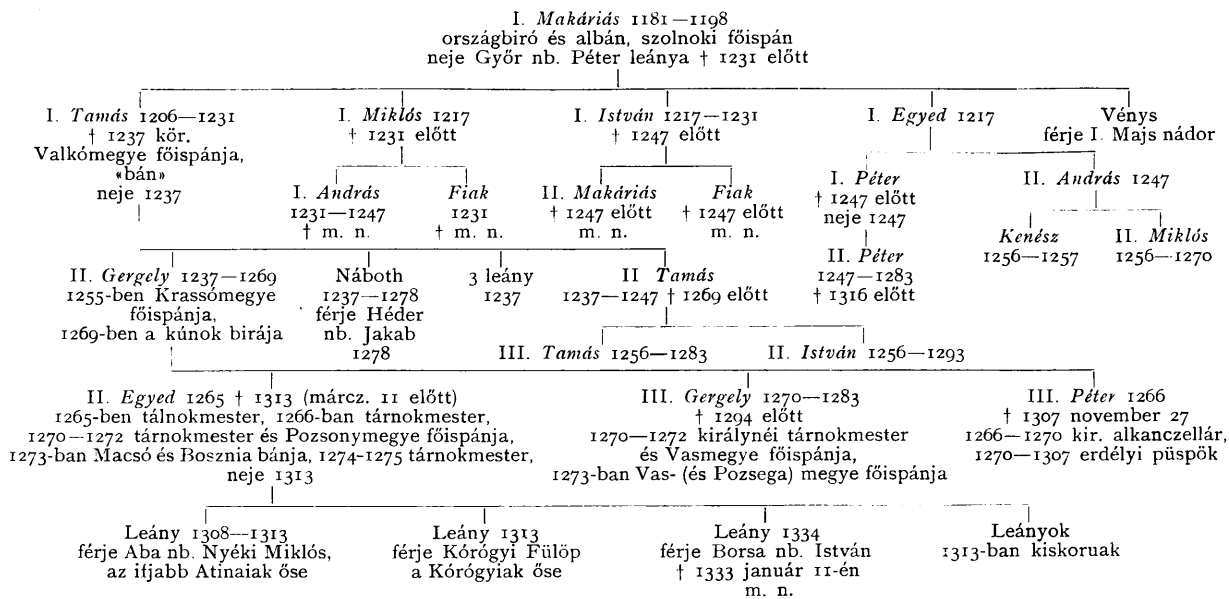 I. Makáriás 1181—1198
országbiró és albán, szolnoki főispán
neje Győr nb. Péter leánya † 1231 előtt
I. Tamás 1206—1231
† 1237 kör.
Valkómegye főispánja,
«bán»
neje 1237
I. Miklós 1217
† 1231 előtt
I. István 1217—1231
† 1247 előtt
I. Egyed 1217
Vénys
férje I. Majs nádor
I. András
1231—1247
† m. n.
Fiak
1231
† m. n.
II. Makáriás
† 1247 előtt
m. n.
Fiak
† 1247 előtt
m. n.
I. Péter
† 1247 előtt
neje 1247
II. András 1247
Kenész
1256—1257
II. Miklós
1256—1270
II. Péter
1247—1283
† 1316 előtt
II. Gergely 1237—1269
1255-ben Krassómegye
főispánja,
1269-ben a kúnok birája
Náboth
1237—1278
férje Héder
nb. Jakab
1278
3 leány
1237
II Tamás
1237—1247 † 1269 előtt
III. Tamás 1256—1283
II. István 1256—1293
II. Egyed 1265 † 1313 (márcz. 11 előtt)
1265-ben tálnokmester, 1266-ban tárnokmester,
1270—1272 tárnokmester és Pozsonymegye főispánja,
1273-ban Macsó és Bosznia bánja, 1274-1275 tárnokmester,
neje 1313
III. Gergely 1270—1283
† 1294 előtt
1270—1272 királynéi tárnokmester
és Vasmegye főispánja,
1273-ban Vas- (és Pozsega) megye főispánja
III. Péter 1266
† 1307 november 27
1266—1270 kir. alkanczellár,
1270—1307 erdélyi püspök
Leány 1308—1313
férje Aba nb. Nyéki Miklós,
az ifjabb Atinaiak őse
Leány 1313
férje Kórógyi Fülöp
a Kórógyiak őse
Leány 1334
férje Borsa nb. István
† 1333 január 11-én
m. n.
Leányok
1313-ban kiskoruak